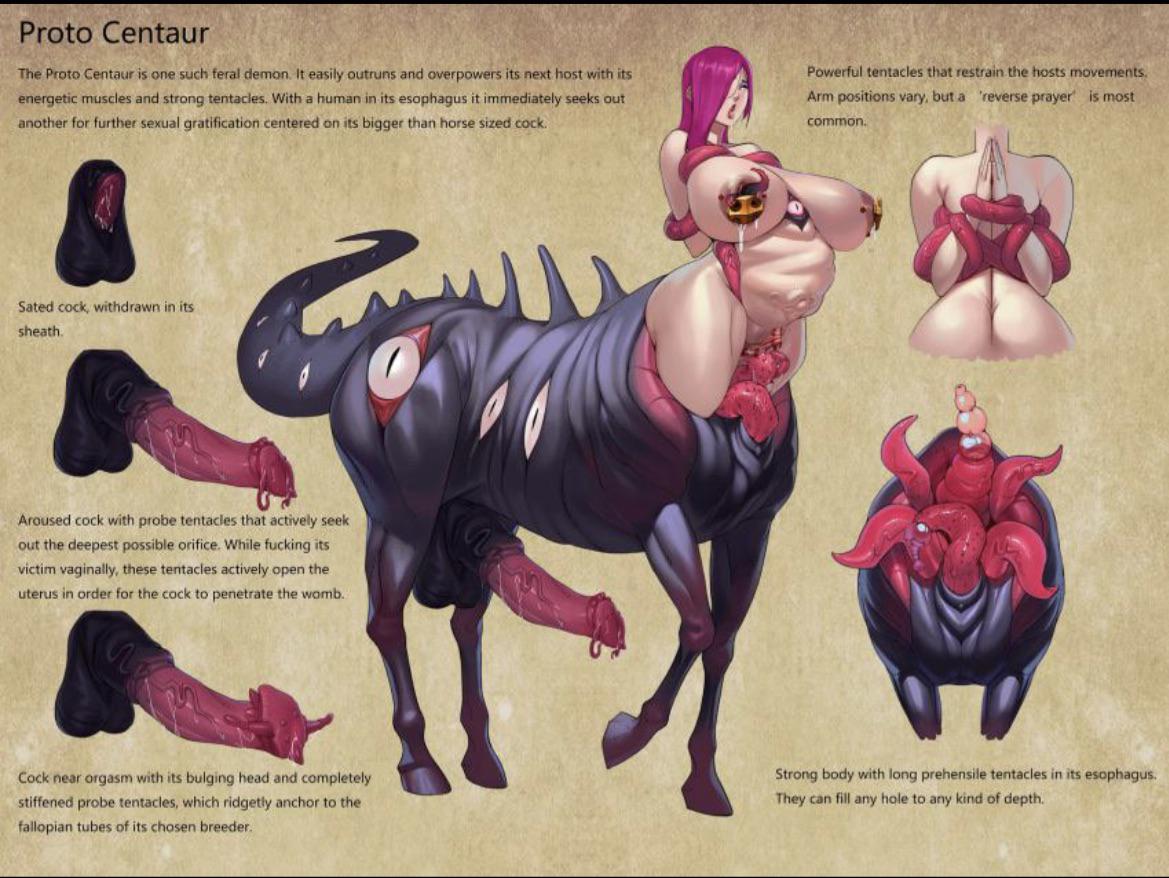 Proto Centaur
The Proto Centaur is one such feral demon. It easily outruns and overpowers its next host with its
energetic muscles and strong tentacles. With a human in its esophagus it immediately seeks out
another for further sexual gratification centered on its bigger than horse sized cock.
Powerful tentacles that restrain the hosts movements.
Arm positions vary, but a 'reverse prayer' is most
common.
Sated cock, withdrawn in its
sheath.
Aroused cock with probe tentacles that actively seek
out the deepest possible orifice. While fucking its
victim vaginally, these tentacles actively open the
uterus in order for the cock to penetrate the womb.
Cock near orgasm with its bulging head and completely
stiffened probe tentacles, which ridgetly anchor to the
fallopian tubes of its chosen breeder.
Strong body with long prehensile tentacles in its esophagus.
They can fill any hole to any kind of depth.